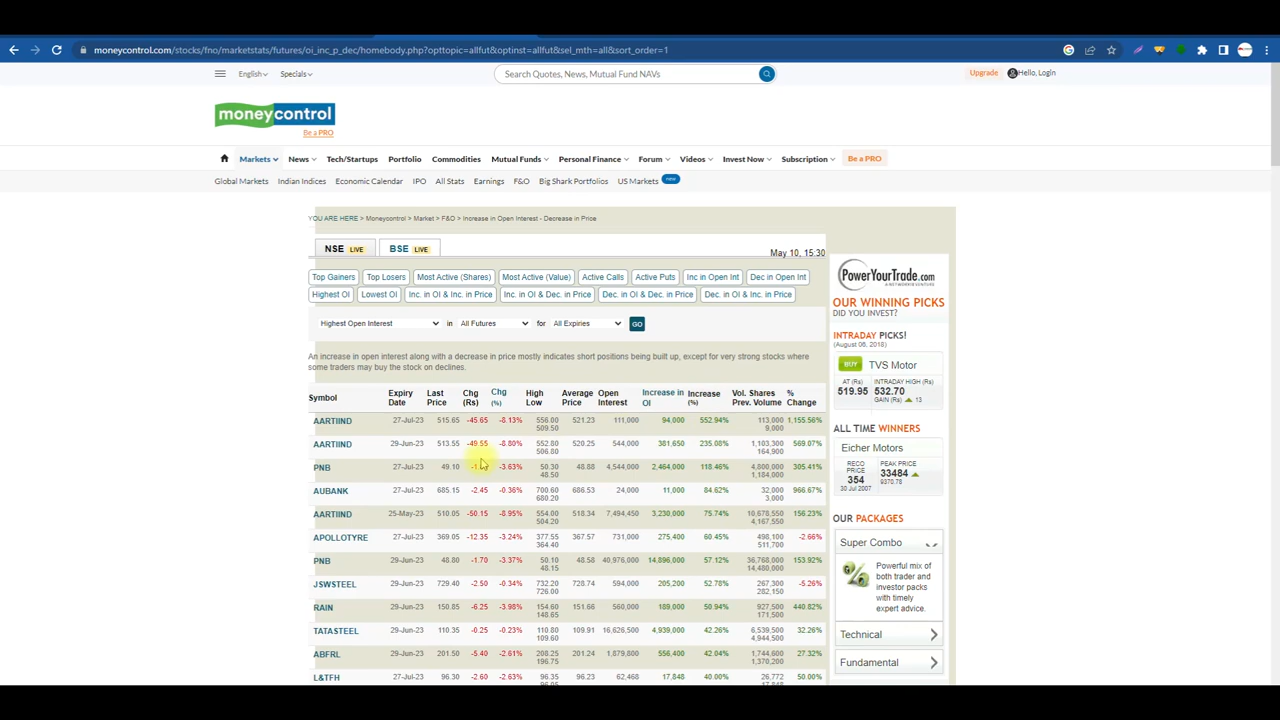 moneycontrol.com/stocks/fno/marketstats/futures/oi_inc_p_dec/homebody.php?opttopic=allfut&optinst=allfut&sel_mth=all&sort_order=1
English Specials Search Quotes, News, Mutual Fund NAVs Upgrade Hello, Login
moneycontrol
Be a PRO
Markets News Tech/Startups Portfolio Commodities Mutual Funds Personal Finance Forum Videos Invest Now Subscription Be a PRO
Global Markets Indian Indices Economic Calendar IPO All Stats Earnings F&O Big Shark Portfolios US Markets new
YOU ARE HERE > Moneycontrol > Market > F&O > Increase in Open Interest - Decrease in Price
NSE LIVE BSE LIVE May 10, 15:30
Top Gainers Top Losers Most Active (Shares) Most Active (Value) Active Calls Active Puts Inc in Open Int Dec in Open Int
Highest OI Lowest OI Inc. in OI & Inc. in Price Inc. in OI & Dec. in Price Dec. in OI & Dec. in Price Dec. in OI & Inc. in Price
Highest Open Interest in All Futures for All Expiries GO
An increase in open interest along with a decrease in price mostly indicates short positions being built up, except for very strong stocks where
some traders may buy the stock on declines.
Symbol Expiry Date Last Price Chg (Rs) Chg (%) High Low Average Price Open Interest Increase in OI Increase (%) Vol. Shares Prev. Volume % Change
AARTIIND 27-Jul-23 515.65 -45.65 -8.13% 556.00 521.23 111,000 94,000 552.94% 113,000 1,155.56%
509.50 9,000
AARTIIND 29-Jun-23 513.55 -49.55 -8.80% 552.80 520.25 544,000 381,650 235.08% 1,103,300 569.07%
506.80 164,900
PNB 27-Jul-23 49.10 -3.63% 50.30 48.88 4,544,000 2,464,000 118.46% 4,800,000 305.41%
48.50 1,184,000
AUBANK 27-Jul-23 685.15 -2.45 -0.36% 700.60 686.53 24,000 11,000 84.62% 32,000 966.67%
680.20 3,000
AARTIIND 25-May-23 510.05 -50.15 -8.95% 554.00 518.34 7,494,450 3,230,000 75.74% 10,678,550 156.23%
504.20 4,167,550
APOLLOTYRE 27-Jul-23 369.05 -12.35 -3.24% 377.55 367.57 731,000 275,400 60.45% 498,100 -2.66%
364.40 511,700
PNB 29-Jun-23 48.80 -1.70 -3.37% 50.10 48.58 40,976,000 14,896,000 57.12% 36,768,000 153.92%
48.15 14,480,000
JSWSTEEL 29-Jun-23 729.40 -2.50 -0.34% 732.20 728.74 594,000 205,200 52.78% 267,300 -5.26%
726.00 282,150
RAIN 29-Jun-23 150.85 -6.25 -3.98% 154.60 151.68 560,000 189,000 50.94% 927,500 440.82%
148.65 171,500
TATASTEEL 29-Jun-23 110.35 -0.25 -0.23% 110.80 109.91 16,626,500 4,939,000 42.26% 6,539,500 32.26%
109.60 4,944,500
ABFRL 29-Jun-23 201.50 -5.40 -2.61% 208.25 201.24 1,879,800 556,400 42.04% 1,744,600 27.32%
196.75 1,370,200
L&TFH 27-Jul-23 96.30 -2.60 -2.63% 96.35 96.23 62,468 17,848 40.00% 26,772 50.00%
PowerYourTrade.com
OUR WINNING PICKS
DID YOU INVEST?
INTRADAY PICKS!
(August 06, 2018)
BUY TVS Motor
AT (Rs) INTRADAY HIGH (Rs)
519.95 532.70
GAIN (RS) 13
ALL TIME WINNERS
Eicher Motors
RECO PRICE PEAK PRICE
354 33484
30 Jul 2007 9370.78
OUR PACKAGES
Super Combo
Powerful mix of
both trader and
investor packs
with timely
expert advice.
Technical
Fundamental